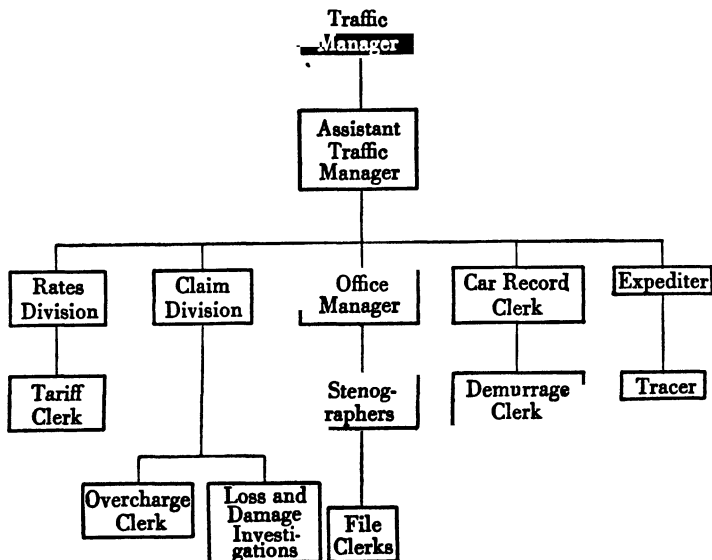 Traffic
Manager
Assistant
Traffic
Manager
Rates
Division
Claim
Division
Office
Manager
Car Record
Clerk
Expediter
Tariff
Clerk
Stenog-
raphers
Demurrage
Clerk
Tracer
Overcharge
Clerk
Loss and
Damage
Investi-
gations
File
Clerks